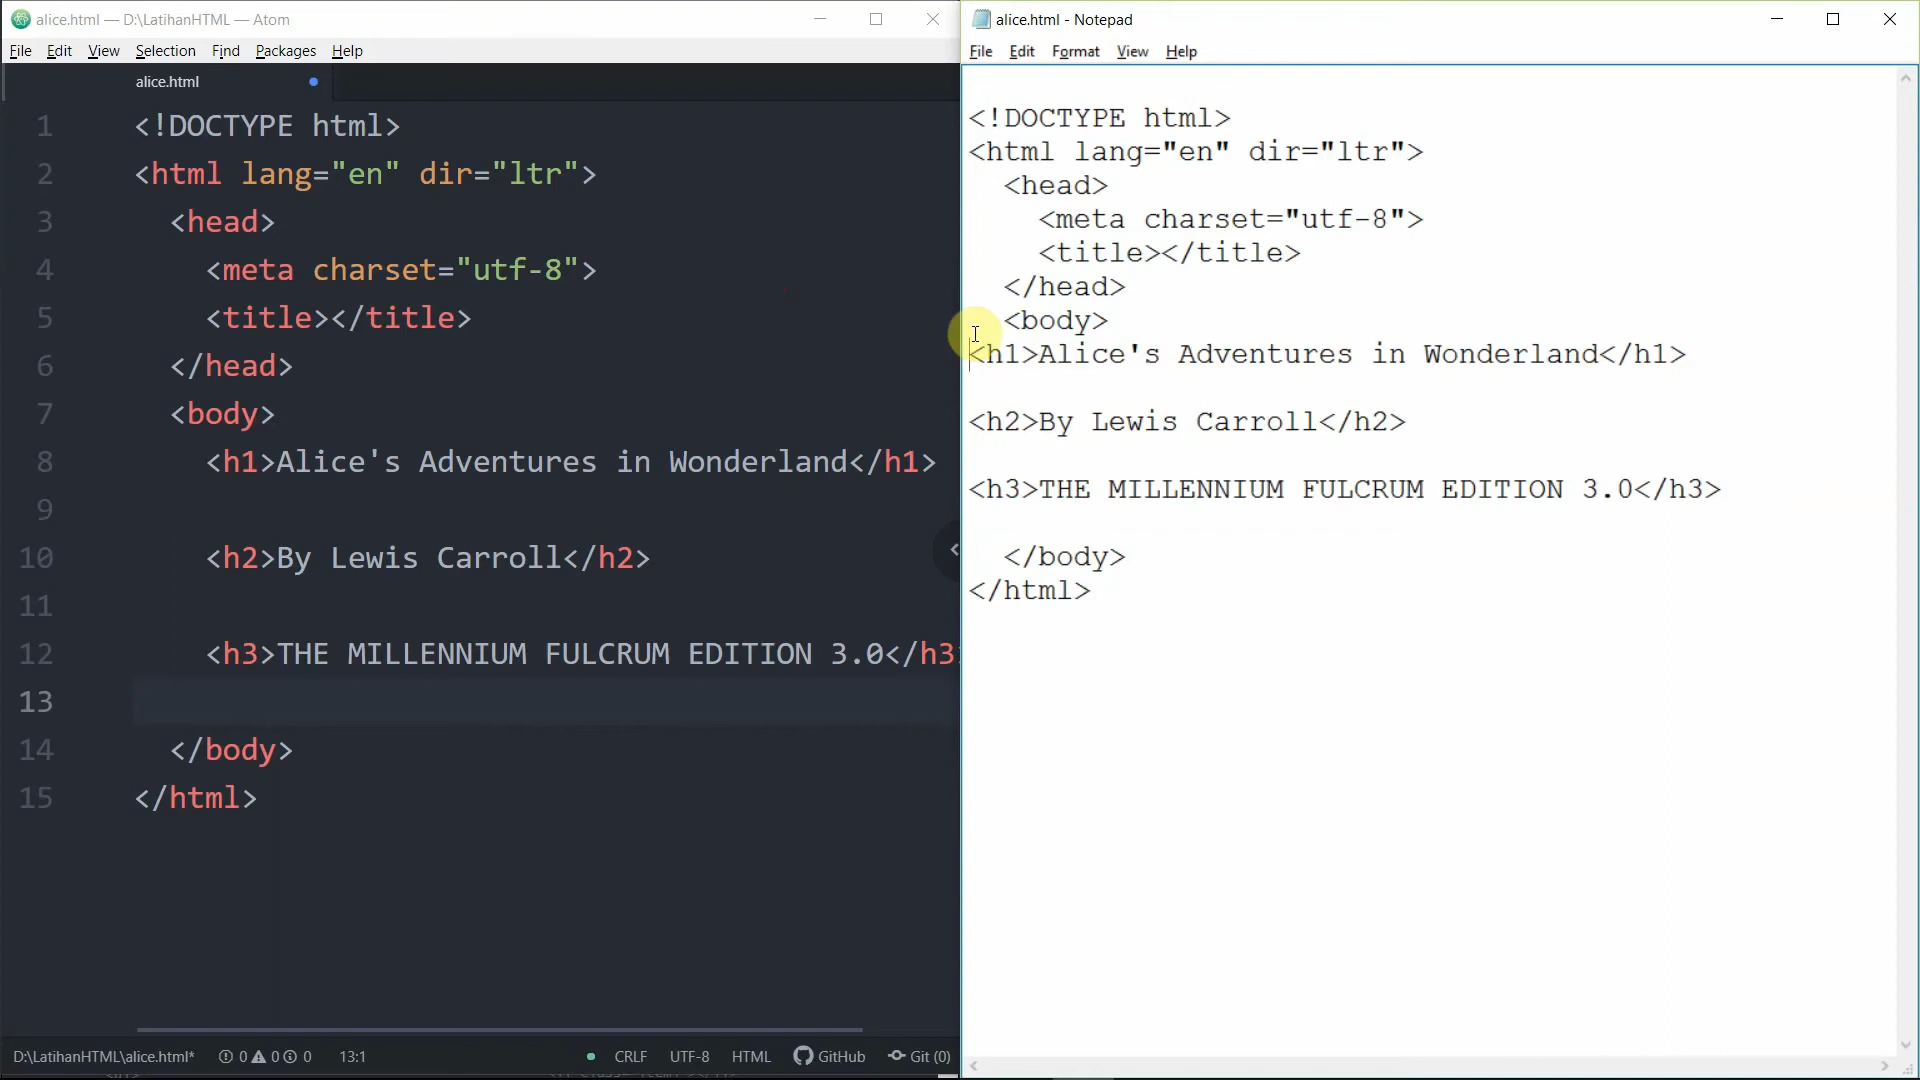 alice.html — D:\LatihanHTML — Atom
File Edit View Selection Find Packages Help
alice.html
1 <!DOCTYPE html>
2 <html lang="en" dir="ltr">
3 <head>
4 <meta charset="utf-8">
5 <title></title>
6 </head>
7 <body>
8 <h1>Alice's Adventures in Wonderland</h1>
9
10 <h2>By Lewis Carroll</h2>
11
12 <h3>THE MILLENNIUM FULCRUM EDITION 3.0</h3
13
14 </body>
15 </html>
D:\LatihanHTML\alice.html* 0 0 0 13:1 CRLF UTF-8 HTML GitHub Git (0)
alice.html - Notepad
File Edit Format View Help
<!DOCTYPE html>
<html lang="en" dir="ltr">
<head>
<meta charset="utf-8">
<title></title>
</head>
<body>
<h1>Alice's Adventures in Wonderland</h1>
<h2>By Lewis Carroll</h2>
<h3>THE MILLENNIUM FULCRUM EDITION 3.0</h3>
</body>
</html>